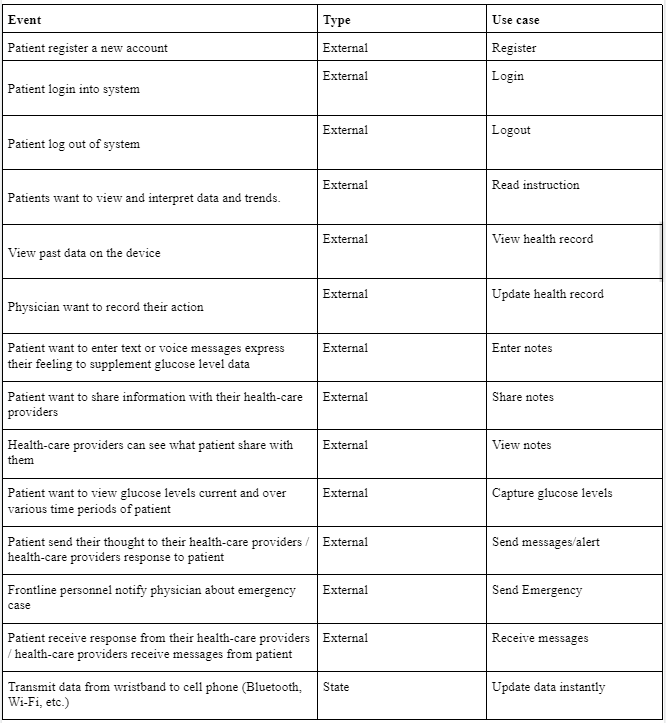 Event Type Use case
Patient register a new account External Register
External Login
Patient login into system
External Logout
Patient log out of system
External Read instruction
Patients want to view and interpret data and trends.
External View health record
View past data on the device
External Update health record
Physician want to record their action
Patient want to enter text or voice messages express External Enter notes
their feeling to supplement glucose level data
Patient want to share information with their health-care External Share notes
providers
Health-care providers can see what patient share with External View notes
them
Patient want to view glucose levels current and over External Capture glucose levels
various time periods of patient
Patient send their thought to their health-care providers / External Send messages/alert
health-care providers response to patient
Frontline personnel notify physician about emergency External Send Emergency
case
Patient receive response from their health-care providers External Receive messages
/ health-care providers receive messages from patient
Transmit data from wristband to cell phone (Bluetooth, State Update data instantly
Wi-Fi, etc.)